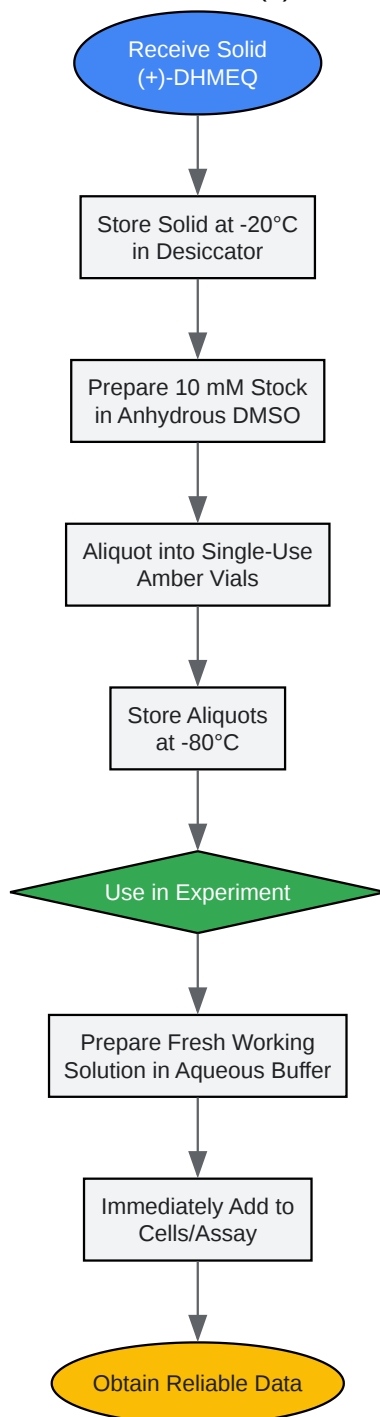 Receive Solid
(+)-DHMEQ
Store Solid at -20°C
in Desiccator
Prepare 10 mM Stock
in Anhydrous DMSO
Aliquot into Single-Use
Amber Vials
Store Aliquots
at -80°C
Use in Experiment
Prepare Fresh Working
Solution in Aqueous Buffer
Immediately Add to
Cells/Assay
Obtain Reliable Data